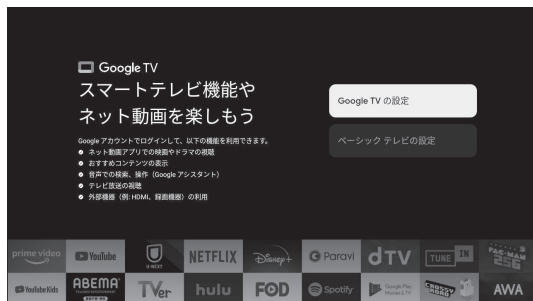 Google TV
スマートテレビ機能や
ネット動画を楽しもう
Google アカウントでログインして、以下の機能を利用できます。
ネット動画アプリでの映画やドラマの視聴
おすすめコンテンツの表示
音声での検索、操作（Google アシスタント）
テレビ放送の視聴
外部機器（例: HDMI、録画機器）の利用
Google TV の設定
ベーシック テレビの設定
prime video
YouTube
U-NEXT
NETFLIX
Disney+
Paravi
dTV
TUNE IN
PAC-MAN
256
YouTube Kids
ABEMA
TVer
hulu
FOD
Spotify
Google Play
Movies & TV
CROSSY
ROAD
AWA